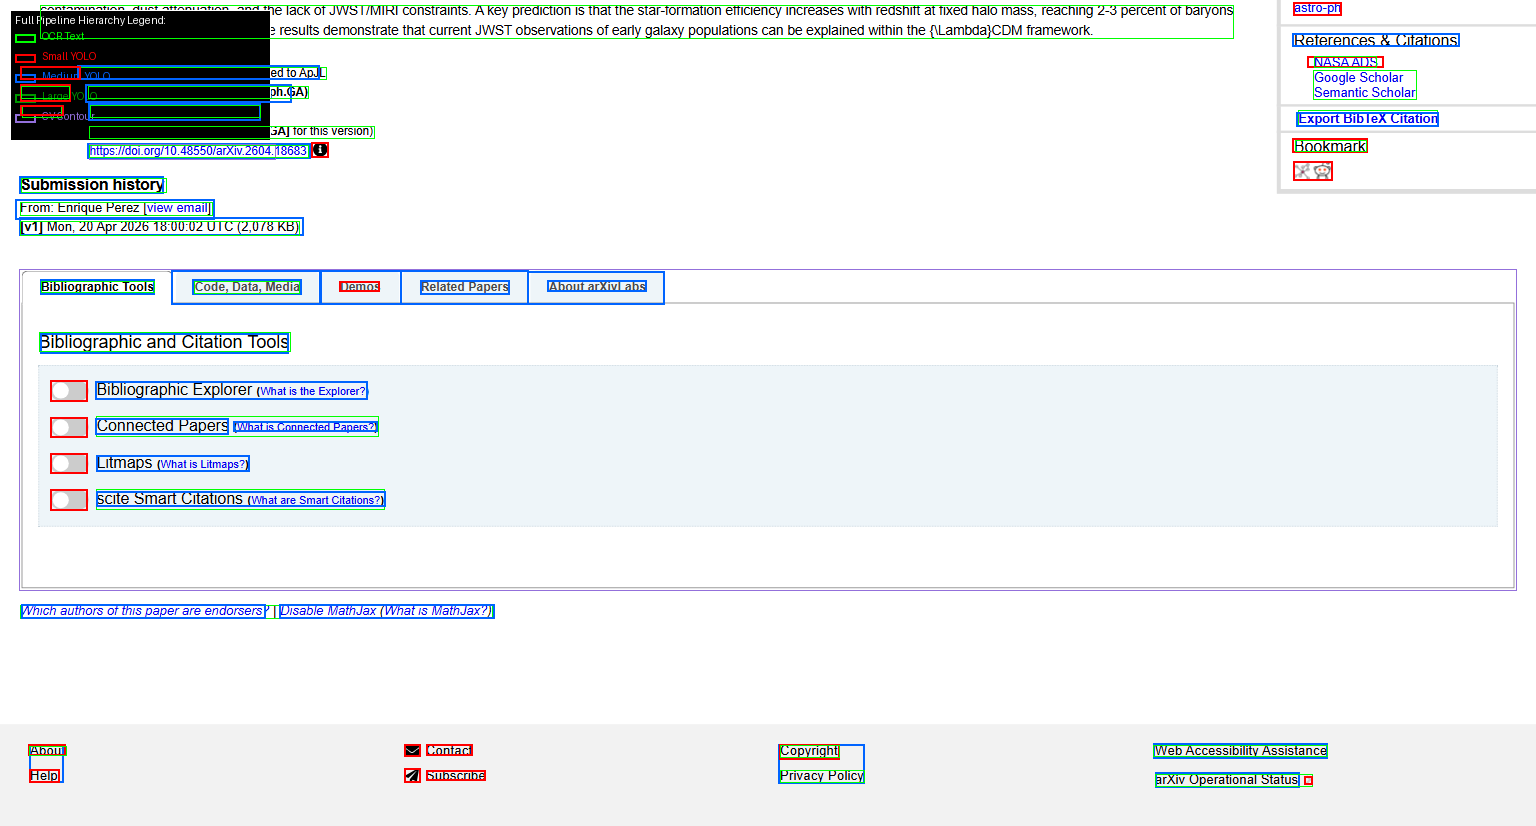 contamination, dust attenuation, and the lack of JWST/MIRI constraints. A key prediction is that the star-formation efficiency increases with redshift at fixed halo mass, reaching 2-3 percent of baryons
e results demonstrate that current JWST observations of early galaxy populations can be explained within the {\Lambda}CDM framework.
Full Pipeline Hierarchy Legend:
OCR Text
Small YOLO
Medium YOLO
Large YOLO
CV Contour
ed to ApJL
ph.GA)
GA] for this version)
https://doi.org/10.48550/arXiv.2604.18683
Submission history
From: Enrique Perez [view email]
[v1] Mon, 20 Apr 2026 18:00:02 UTC (2,078 KB)
astro-ph
References & Citations
NASA ADS
Google Scholar
Semantic Scholar
Export BibTeX Citation
Bookmark
Bibliographic Tools
Code, Data, Media
Demos
Related Papers
About arXivLabs
Bibliographic and Citation Tools
Bibliographic Explorer (What is the Explorer?)
Connected Papers (What is Connected Papers?)
Litmaps (What is Litmaps?)
scite Smart Citations (What are Smart Citations?)
Which authors of this paper are endorsers? | Disable MathJax (What is MathJax?)
About
Help
Contact
Subscribe
Copyright
Privacy Policy
Web Accessibility Assistance
arXiv Operational Status